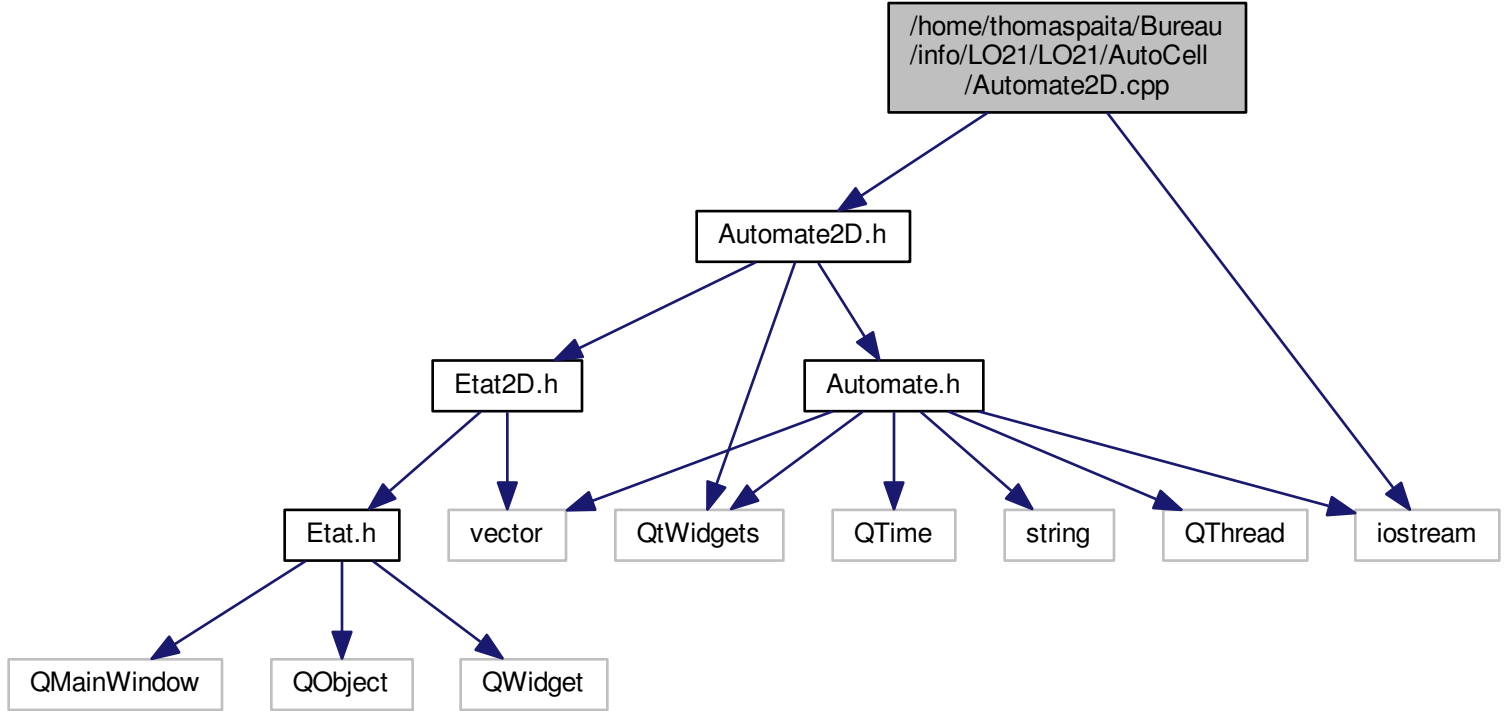 /home/thomaspaita/Bureau
/info/LO21/LO21/AutoCell
/Automate2D.cpp
Automate2D.h
Etat2D.h
Automate.h
Etat.h
vector
QtWidgets
QTime
string
QThread
iostream
QMainWindow
QObject
QWidget